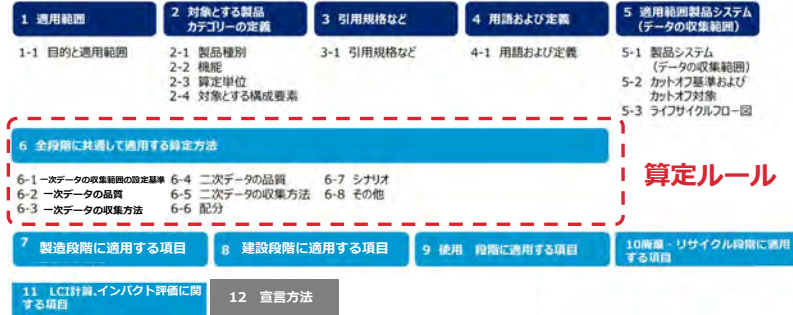 1 適用範囲
2 対象とする製品
カテゴリーの定義
3 引用規格など
4 用語および定義
5 適用範囲製品システム
(データの収集範囲)
1-1 目的と適用範囲
2-1 製品種別
2-2 機能
2-3 算定単位
2-4 対象とする構成要素
3-1 引用規格など
4-1 用語および定義
5-1 製品システム
(データの収集範囲)
5-2 カットオフ基準および
カットオフ対象
5-3 ライフサイクルフロー図
6 全段階に共通して適用する算定方法
6-1 一次データの収集範囲の設定基準
6-2 一次データの品質
6-3 一次データの収集方法
6-4 二次データの品質
6-5 二次データの収集方法
6-6 配分
6-7 シナリオ
6-8 その他
算定ルール
7 製造段階に適用する項目
8 建設段階に適用する項目
9 使用 段階に適用する項目
10廃棄・リサイクル段階に適用
する項目
11 LCI計算、インパクト評価に関
する項目
12 宣言方法